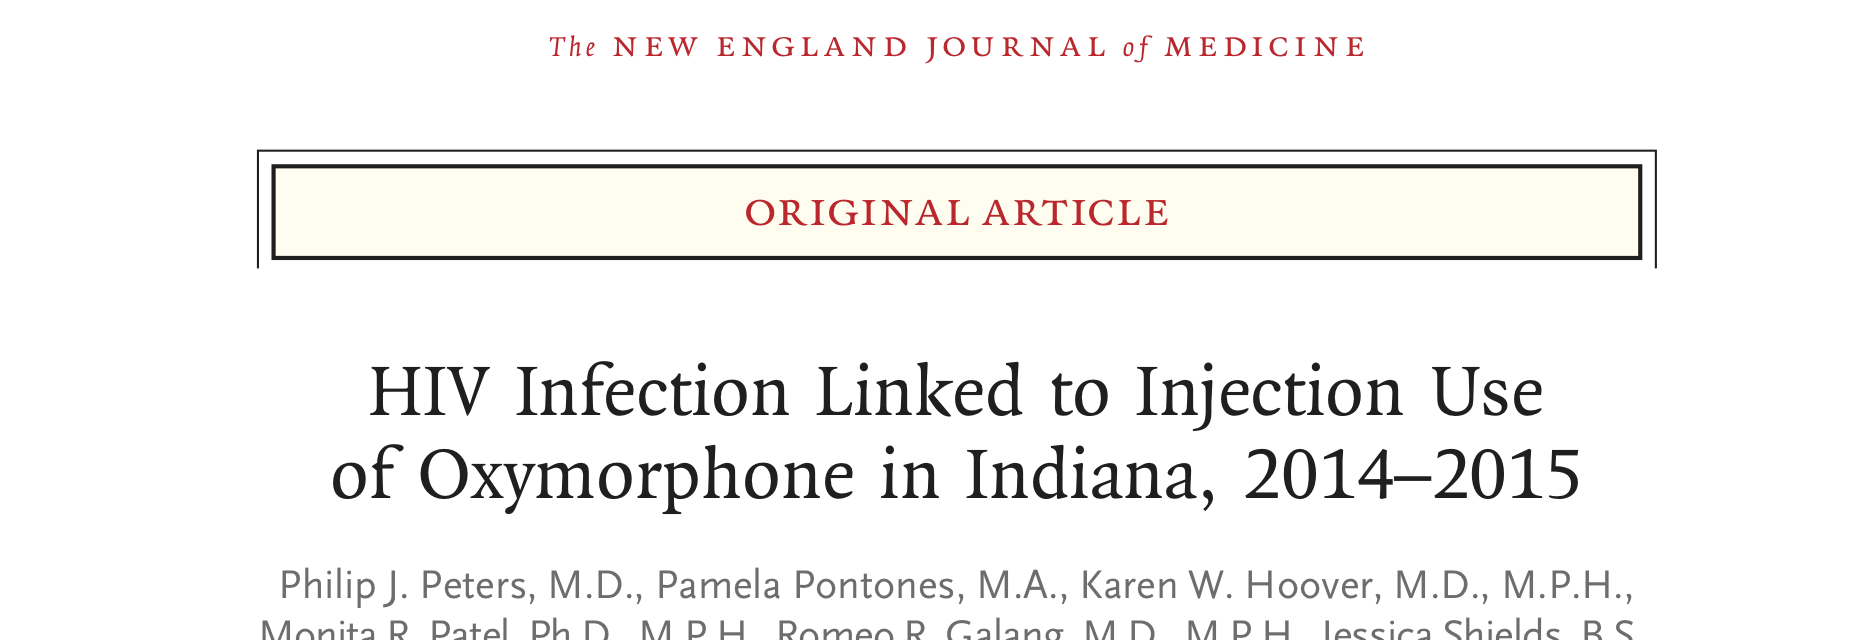 The NEW ENGLAND JOURNAL of MEDICINE
ORIGINAL ARTICLE
HIV Infection Linked to Injection Use
of Oxymorphone in Indiana, 2014–2015
Philip J. Peters, M.D., Pamela Pontones, M.A., Karen W. Hoover, M.D., M.P.H.,
Monita R. Patel, Ph.D., M.P.H., Romeo R. Galang, M.D., M.P.H., Jessica Shields, B.S.,